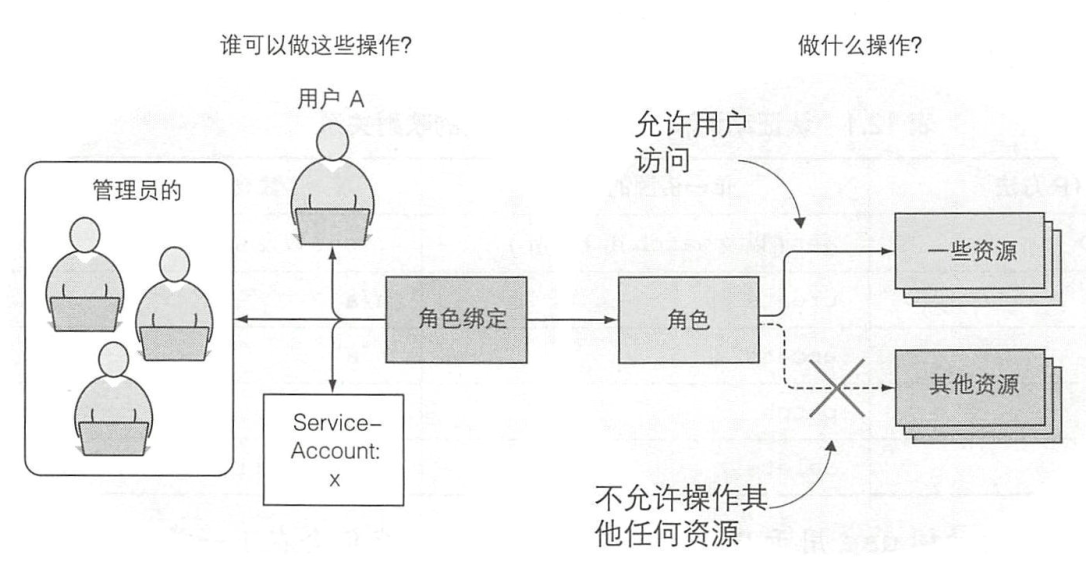 谁可以做这些操作?
做什么操作?
用户 A
允许用户
访问
管理员的
一些资源
角色绑定
角色
其他资源
Service-
Account:
x
不允许操作其
他任何资源